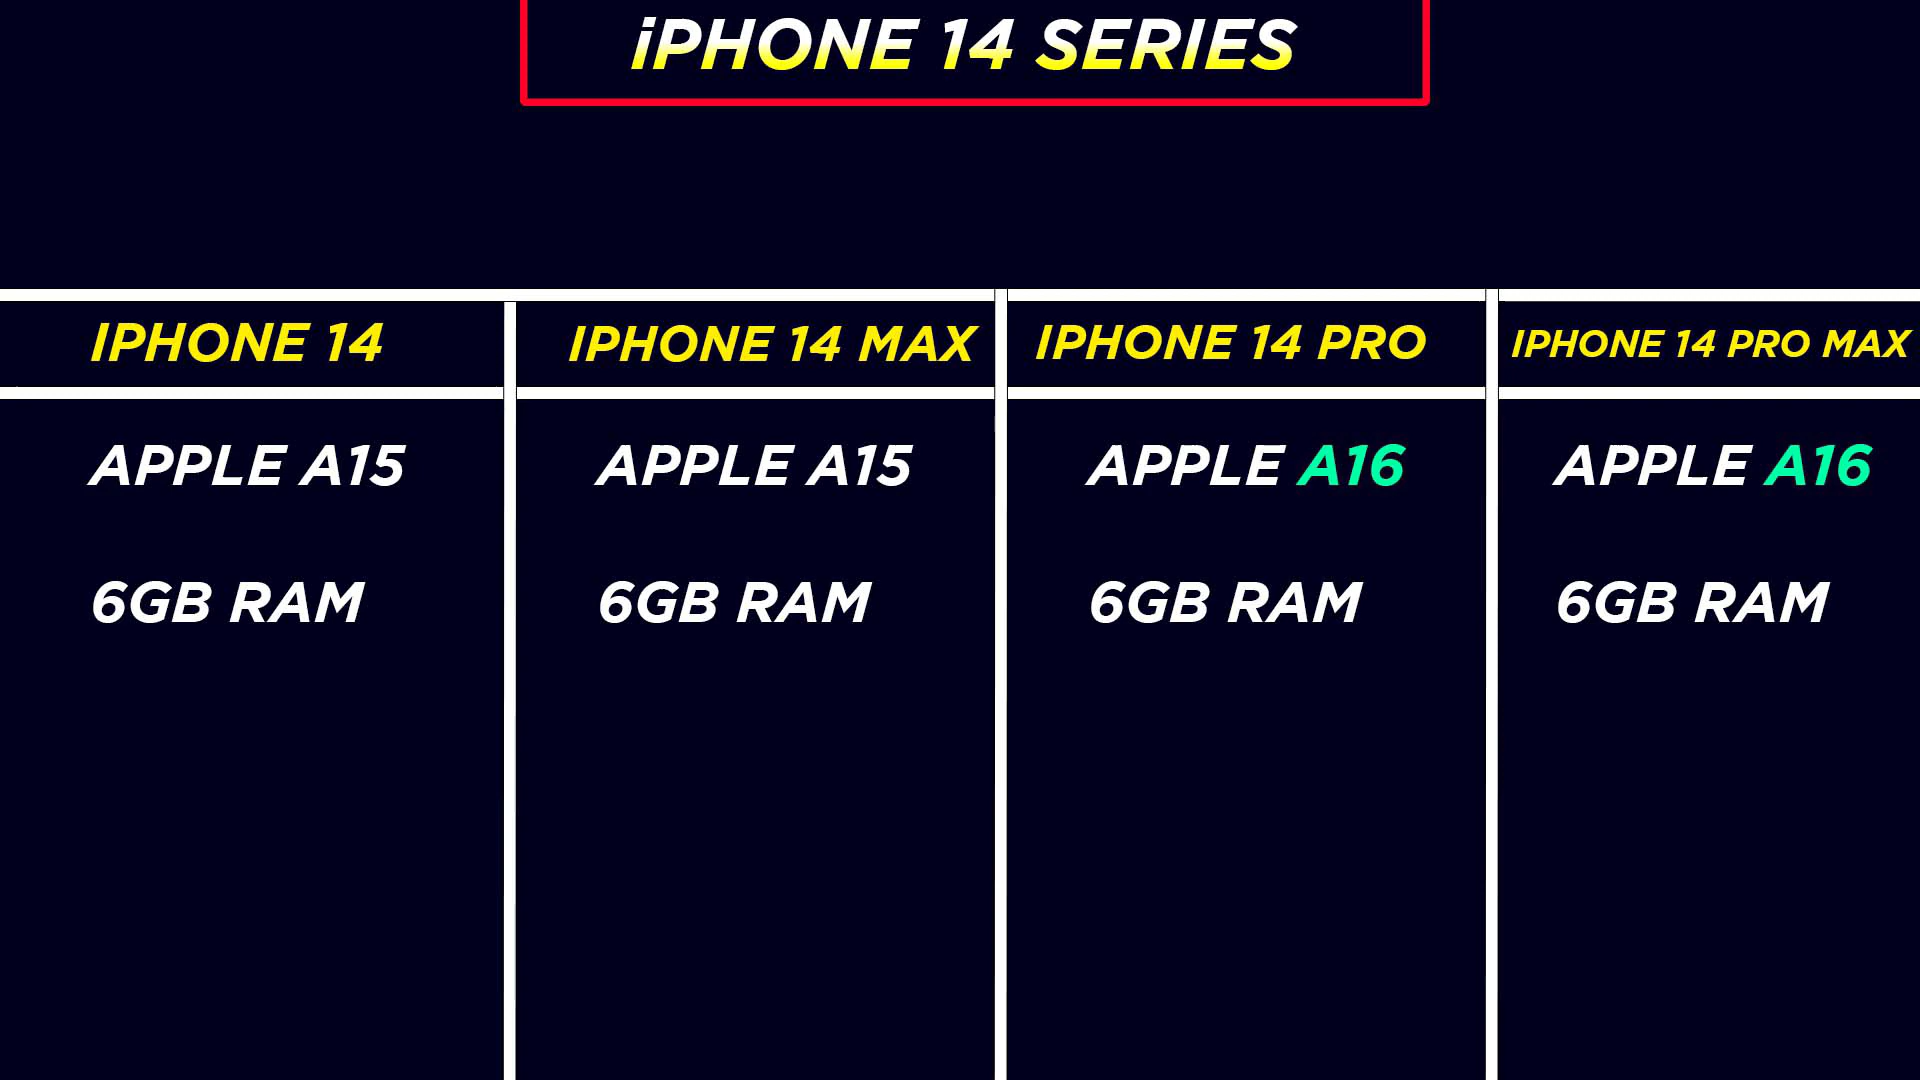 iPHONE 14 SERIES
IPHONE 14
IPHONE 14 MAX
IPHONE 14 PRO
IPHONE 14 PRO MAX
APPLE A15
APPLE A15
APPLE A16
APPLE A16
6GB RAM
6GB RAM
6GB RAM
6GB RAM